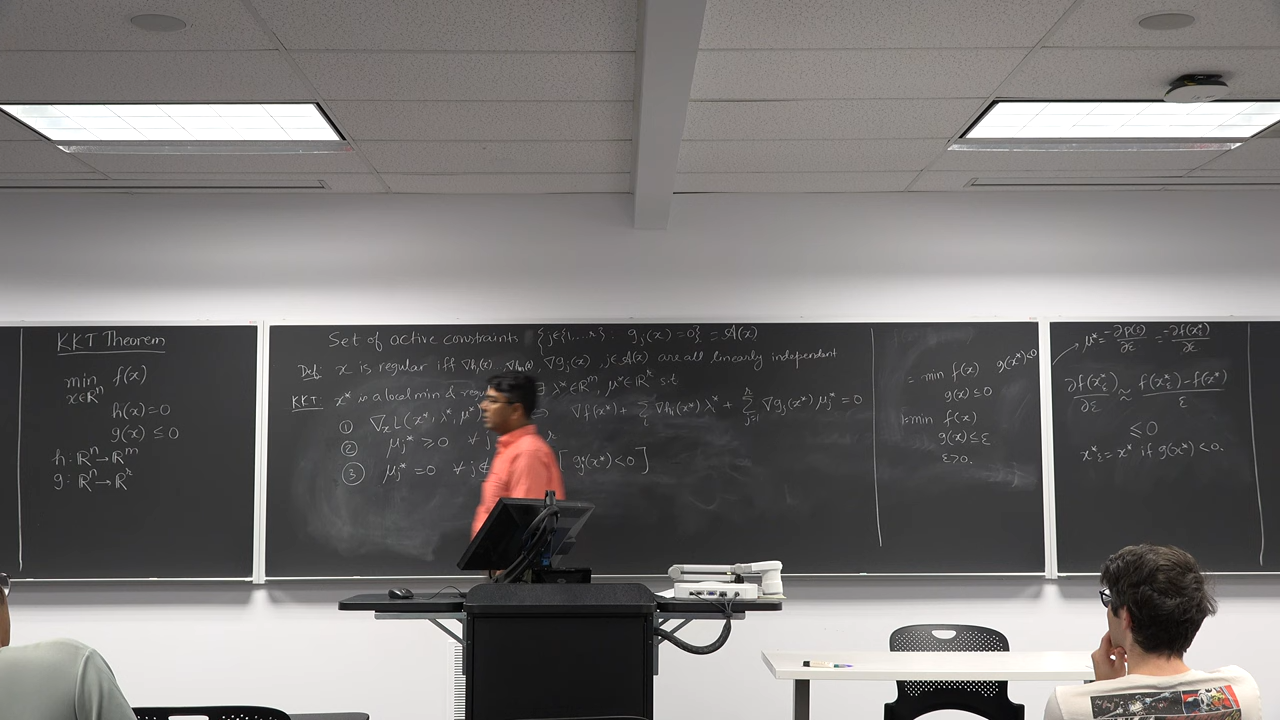 KKT Theorem
min f(x)
x∈ℝⁿ
h(x)=0
g(x) ≤ 0
h: ℝⁿ→ℝᵐ
g: ℝⁿ→ℝʳ
Set of active constraints {j∈{1,...r} : gⱼ(x)=0} = A(x)
Def: x is regular iff ∇h₁(x), ∇hₘ(x), ∇gⱼ(x), j∈A(x) are all linearly independent
KKT: x* is a local min & ∃ λ*∈ℝᵐ, μ*∈ℝʳ s.t.
① ∇ₓL(x*, λ*, μ*) ∇f(x*) + Σ ∇hᵢ(x*) λ* + Σ ∇gⱼ(x*) μⱼ* = 0
② μⱼ* ≥ 0 ∀ j
③ μⱼ* = 0 ∀ j∉ [gⱼ(x*) < 0]
= min f(x) g(x*)<0
g(x) ≤ 0
min f(x)
g(x) ≤ ε
ε>0.
μ* = -∂p(ε)/∂ε = -∂f(x*ε)/∂ε
∂f(x*ε)/∂ε ≈ f(x*ε) - f(x*)/ε
≤ 0
x*ε = x* if g(x*) < 0.